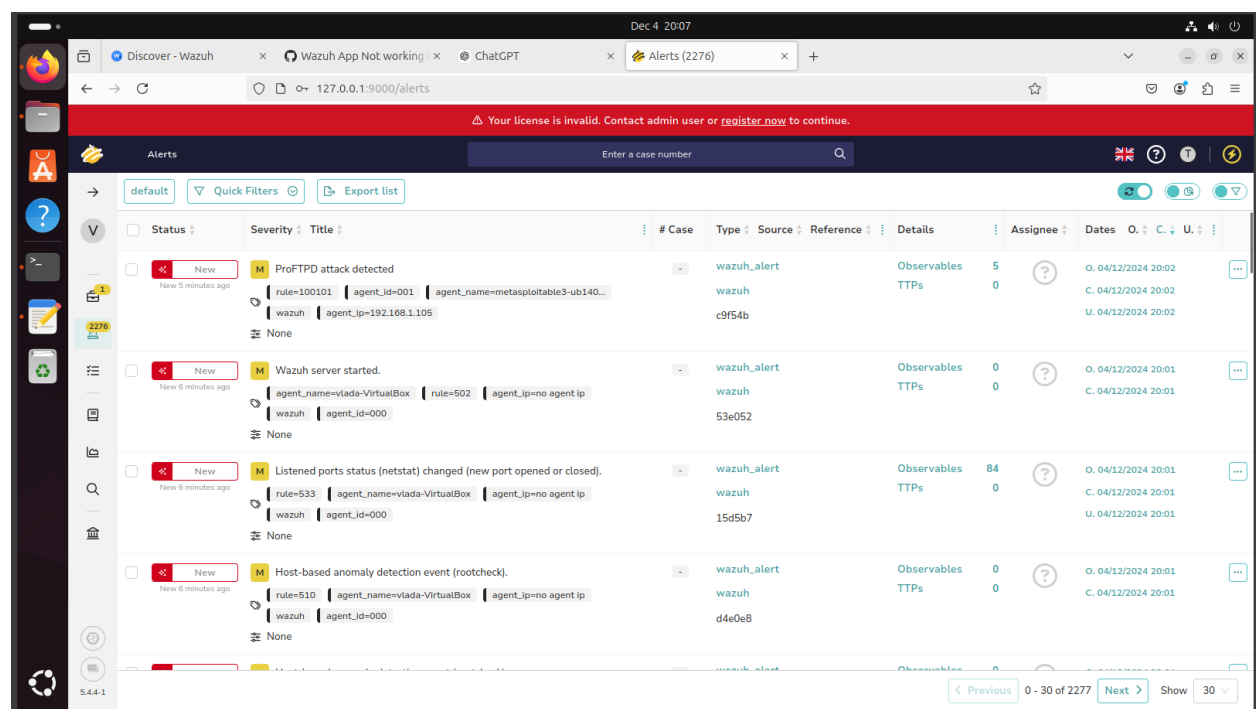 Dec 4 20:07
Discover - Wazuh
Wazuh App Not working i
ChatGPT
Alerts (2276)
127.0.0.1:9000/alerts
Your license is invalid. Contact admin user or register now to continue.
Alerts
Enter a case number
T
default
Quick Filters
Export list
V
Status
Severity
Title
# Case
Type
Source
Reference
Details
Assignee
Dates O. C. U.
1
2276
New
New 5 minutes ago
M ProFTPD attack detected
rule=100101 agent_id=001 agent_name=metasploitable3-ub140...
wazuh agent_ip=192.168.1.105
None
-
wazuh_alert
wazuh
c9f54b
Observables 5
TTPs 0
?
O. 04/12/2024 20:02
C. 04/12/2024 20:02
U. 04/12/2024 20:02
New
New 6 minutes ago
M Wazuh server started.
agent_name=vlada-VirtualBox rule=502 agent_ip=no agent ip
wazuh agent_id=000
None
-
wazuh_alert
wazuh
53e052
Observables 0
TTPs 0
?
O. 04/12/2024 20:01
C. 04/12/2024 20:01
New
New 6 minutes ago
M Listened ports status (netstat) changed (new port opened or closed).
rule=533 agent_name=vlada-VirtualBox agent_ip=no agent ip
wazuh agent_id=000
None
-
wazuh_alert
wazuh
15d5b7
Observables 84
TTPs 0
?
O. 04/12/2024 20:01
C. 04/12/2024 20:01
U. 04/12/2024 20:01
New
New 6 minutes ago
M Host-based anomaly detection event (rootcheck).
rule=510 agent_name=vlada-VirtualBox agent_ip=no agent ip
wazuh agent_id=000
None
-
wazuh_alert
wazuh
d4e0e8
Observables 0
TTPs 0
?
O. 04/12/2024 20:01
C. 04/12/2024 20:01
5.4.4-1
Previous
0 - 30 of 2277
Next
Show
30